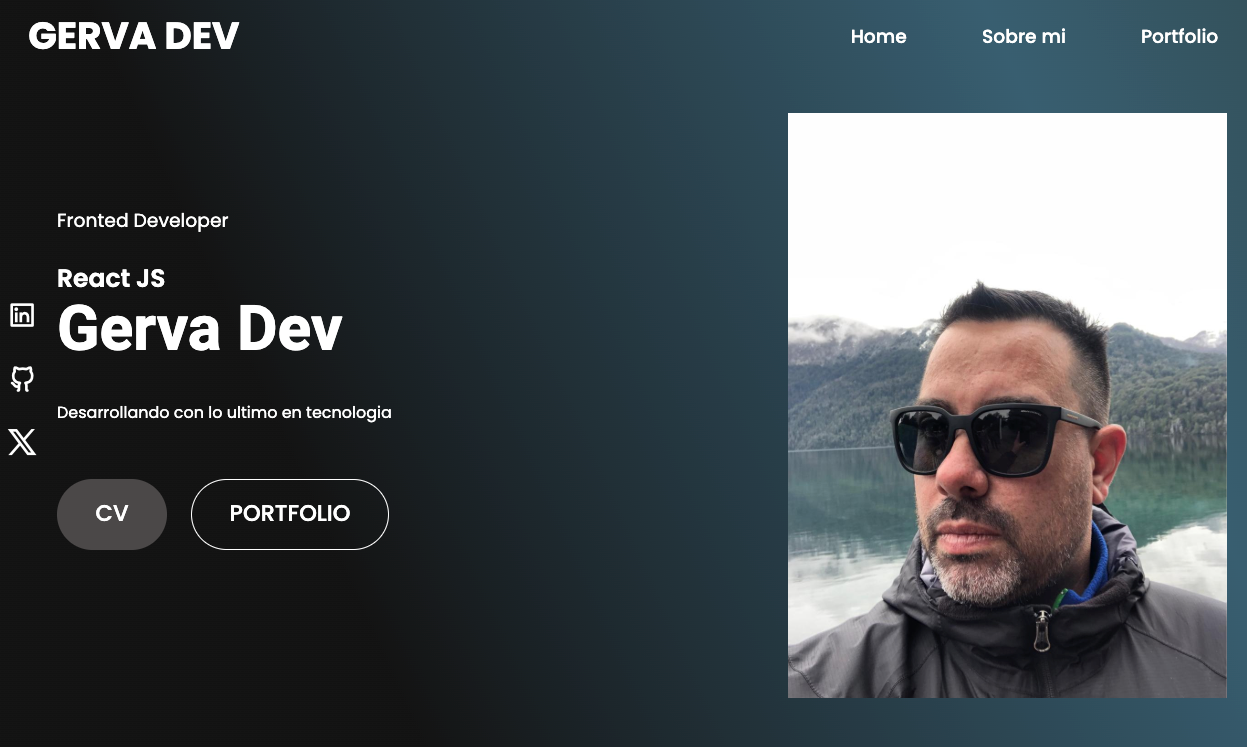 GERVA DEV
Home Sobre mi Portfolio
Fronted Developer
React JS
Gerva Dev
Desarrollando con lo ultimo en tecnologia
CV PORTFOLIO